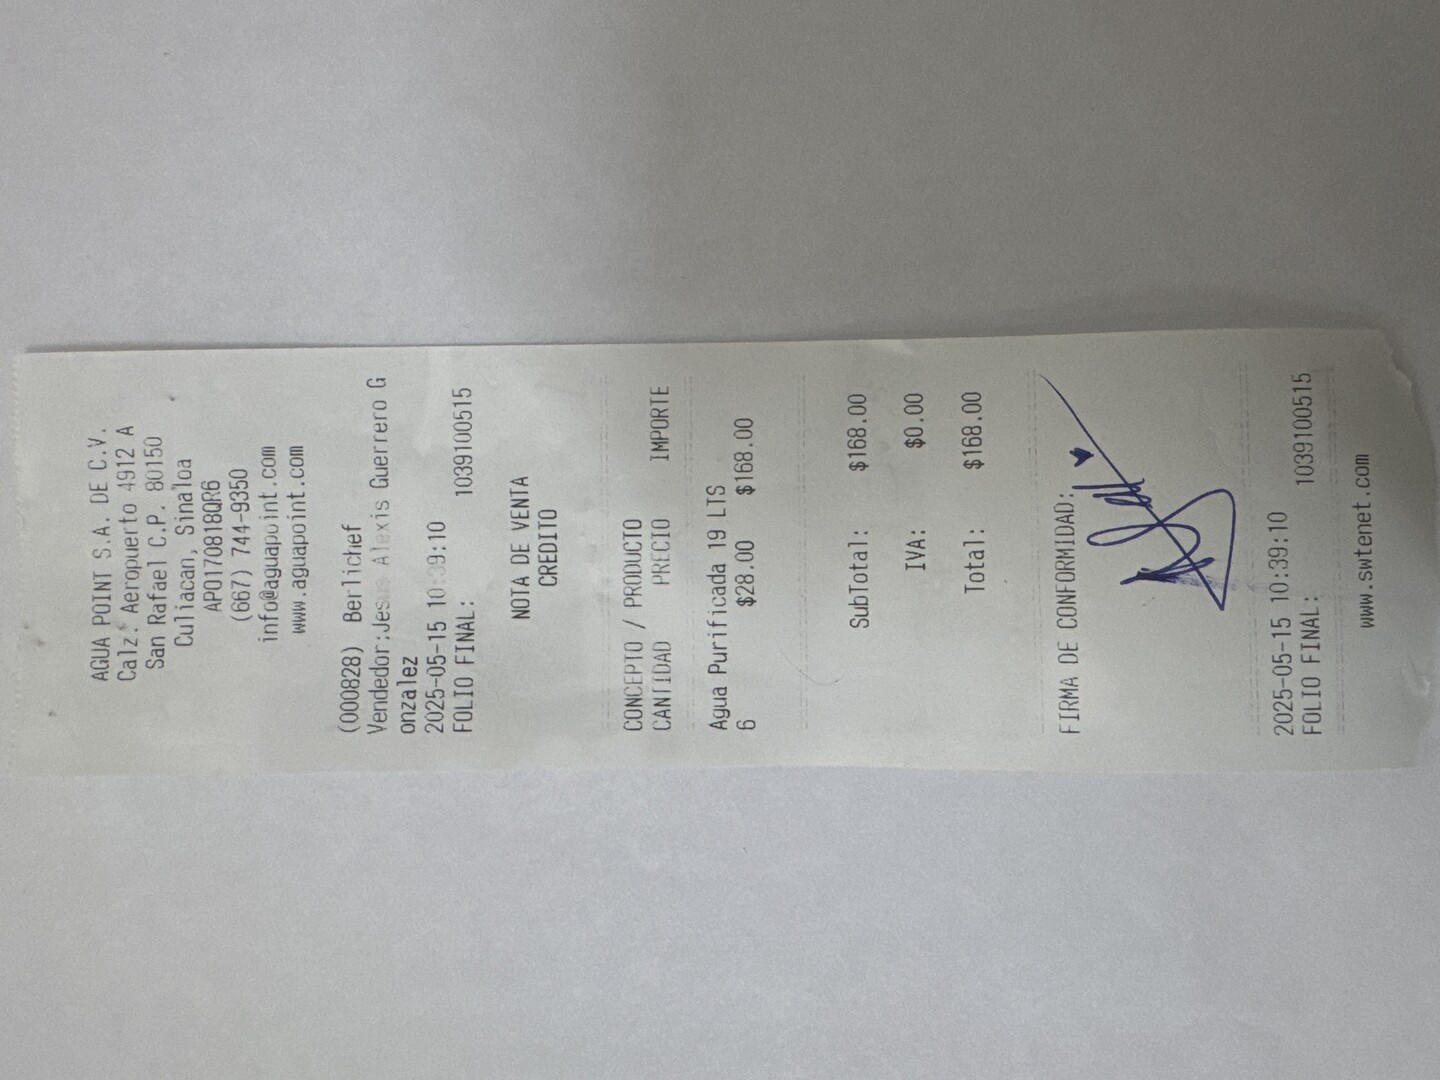 AGUA POINT S.A. DE C.V.
Calz. Aeropuerto 4912 A
San Rafael C.P. 80150
Culiacan, Sinaloa
APO170818QR6
(667) 744-9350
info@aguapoint.com
www.aguapoint.com
(000828) Berlichef
Vendedor:Jesus Alexis Guerrero G
onzalez
2025-05-15 10:39:10
FOLIO FINAL: 1039100515
NOTA DE VENTA
CREDITO
CONCEPTO / PRODUCTO
CANTIDAD PRECIO IMPORTE
Agua Purificada 19 LTS
6 $28.00 $168.00
SubTotal: $168.00
IVA: $0.00
Total: $168.00
FIRMA DE CONFORMIDAD:
2025-05-15 10:39:10
FOLIO FINAL: 1039100515
www.swtenet.com